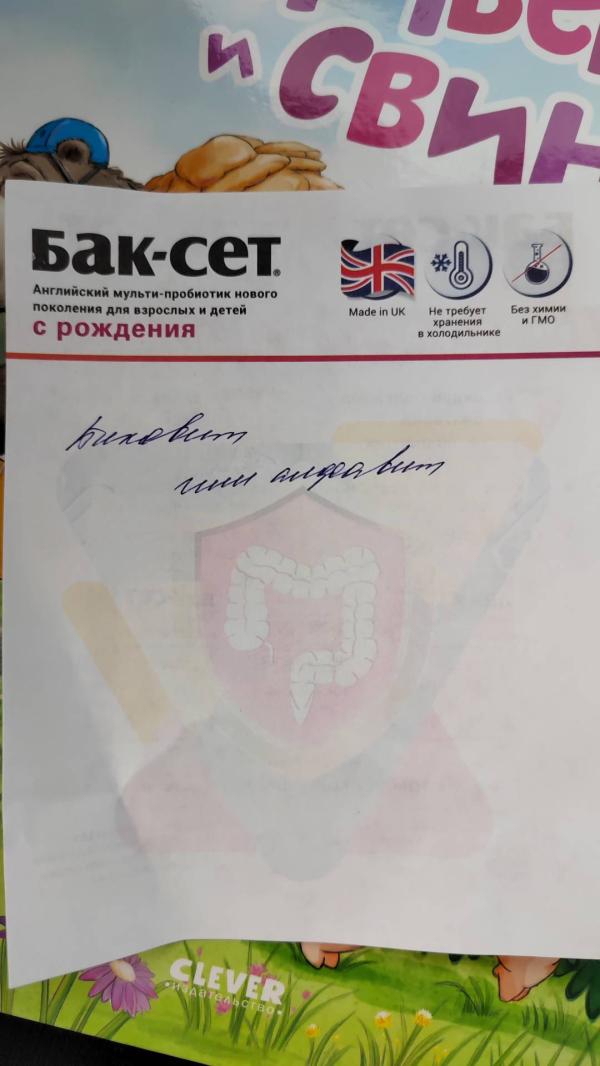 и СВИН
Бак-сет®
Английский мульти-пробиотик нового
поколения для взрослых и детей
с рождения
Made in UK
Не требует
хранения
в холодильнике
Без химии
и ГМО
Пиковит
или алфавит
CLEVER
•издательство•